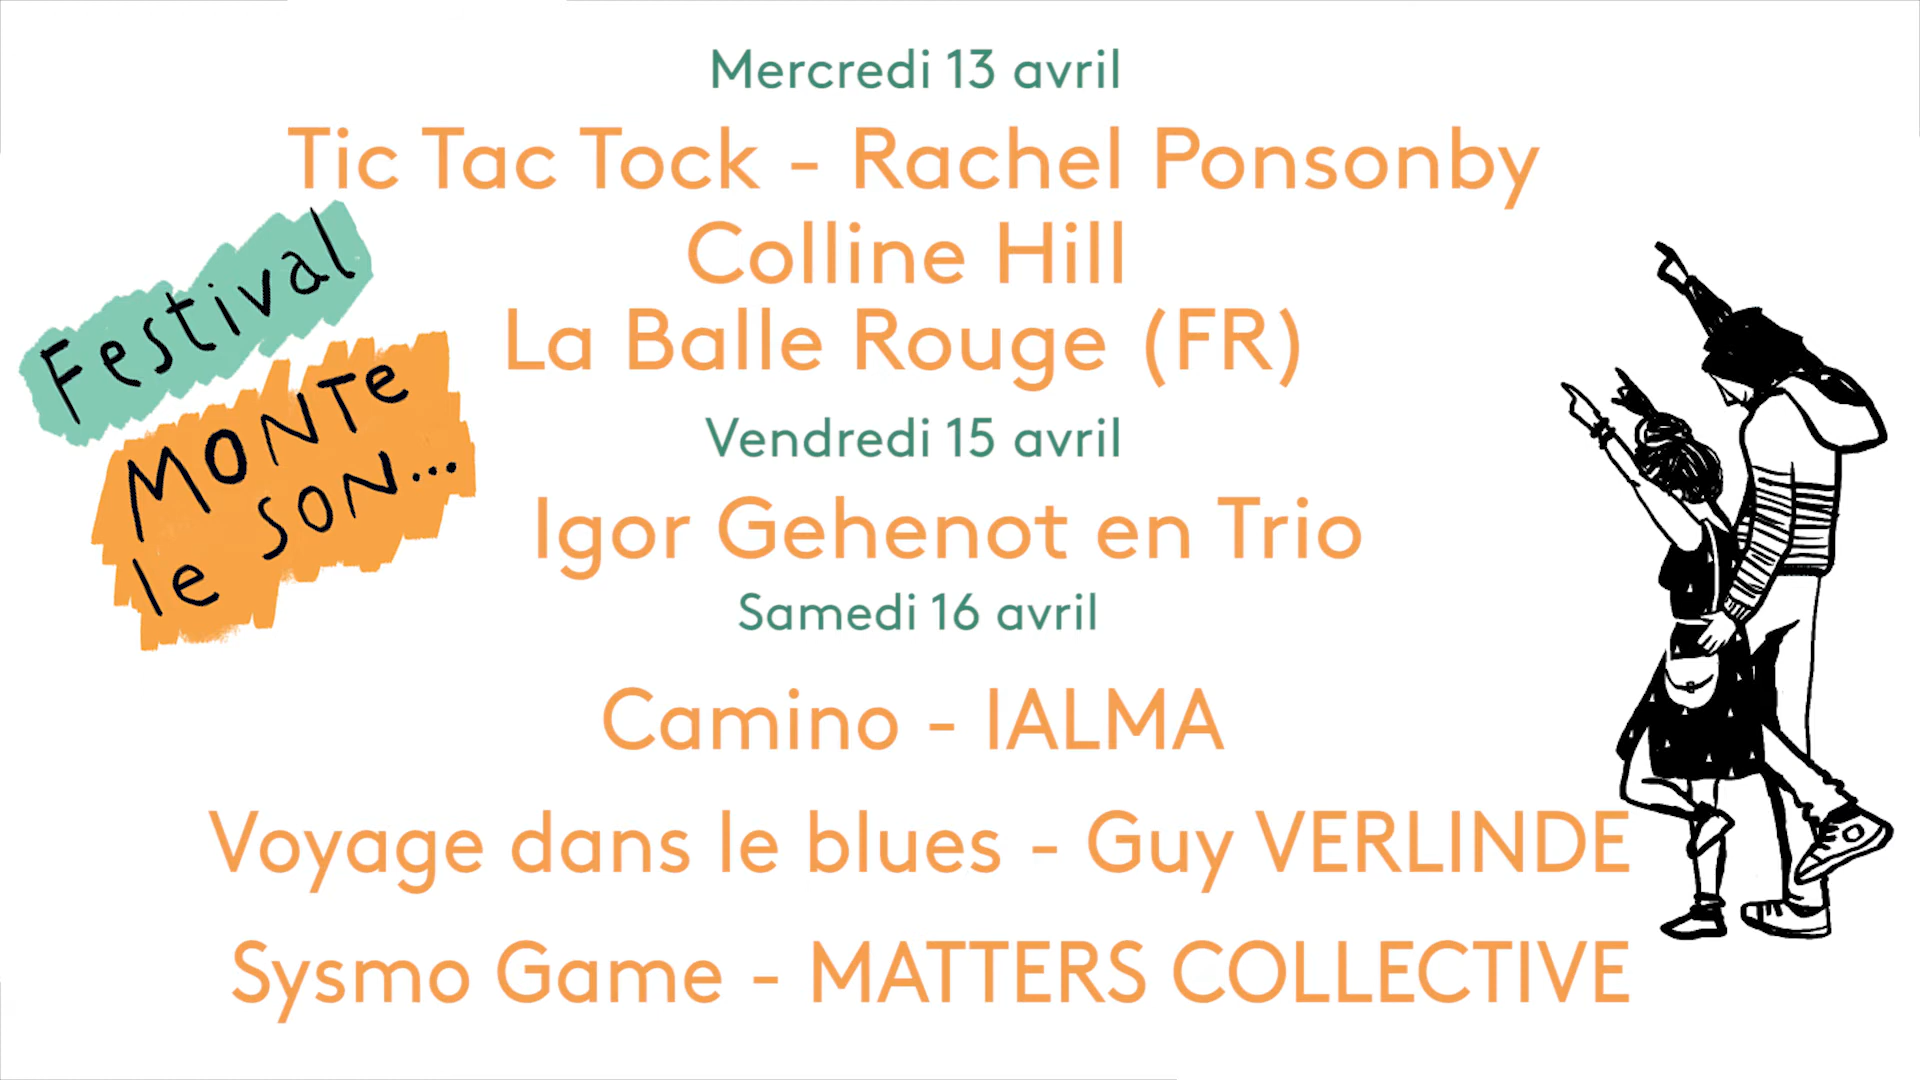 Mercredi 13 avril
Tic Tac Tock - Rachel Ponsonby
Colline Hill
La Balle Rouge (FR)
Vendredi 15 avril
Igor Gehenot en Trio
Samedi 16 avril
Camino - IALMA
Voyage dans le blues - Guy VERLINDE
Sysmo Game - MATTERS COLLECTIVE
Festival
MONTe
le SON...